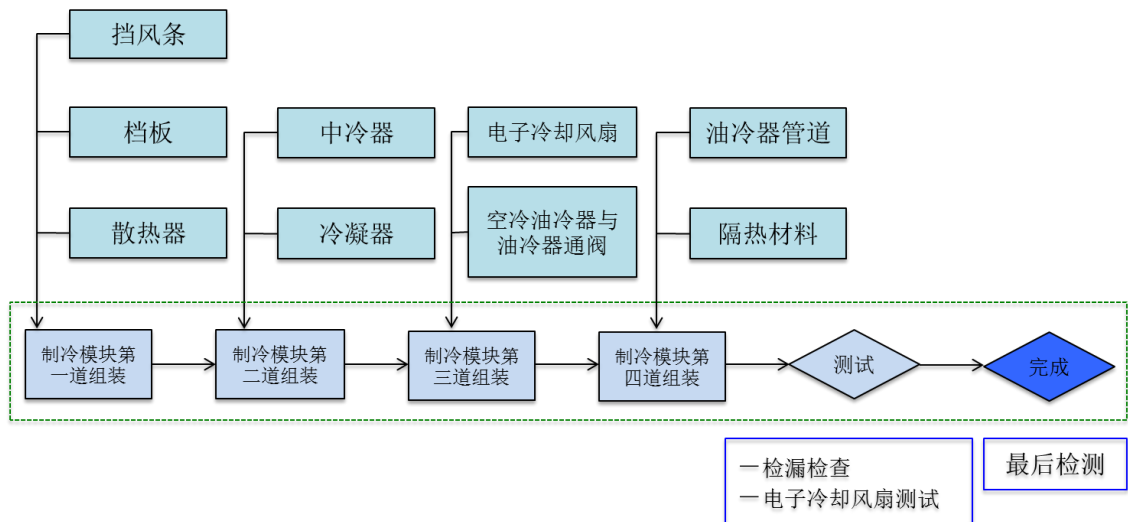 挡风条
档板
中冷器
电子冷却风扇
油冷器管道
散热器
冷凝器
空冷油冷器与
油冷器通阀
隔热材料
制冷模块第
一道组装
制冷模块第
二道组装
制冷模块第
三道组装
制冷模块第
四道组装
测试
完成
－检漏检查
－电子冷却风扇测试
最后检测